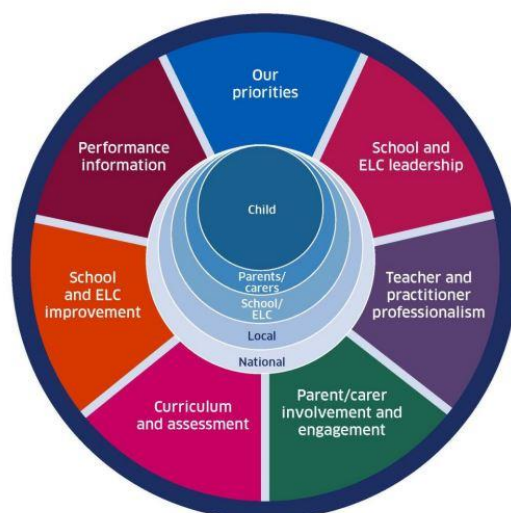 Our
priorities
School and
ELC leadership
Teacher and
practitioner
professionalism
Parent/carer
involvement and
engagement
Curriculum
and assessment
School
and ELC
improvement
Performance
information
Child
Parents/
carers
School/
ELC
Local
National